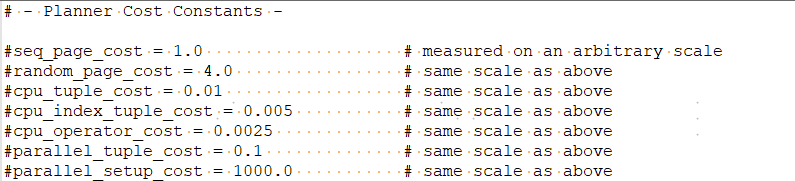 # - Planner Cost Constants -

#seq_page_cost = 1.0                    # measured on an arbitrary scale
#random_page_cost = 4.0                 # same scale as above
#cpu_tuple_cost = 0.01                  # same scale as above
#cpu_index_tuple_cost = 0.005           # same scale as above
#cpu_operator_cost = 0.0025             # same scale as above
#parallel_tuple_cost = 0.1              # same scale as above
#parallel_setup_cost = 1000.0           # same scale as above